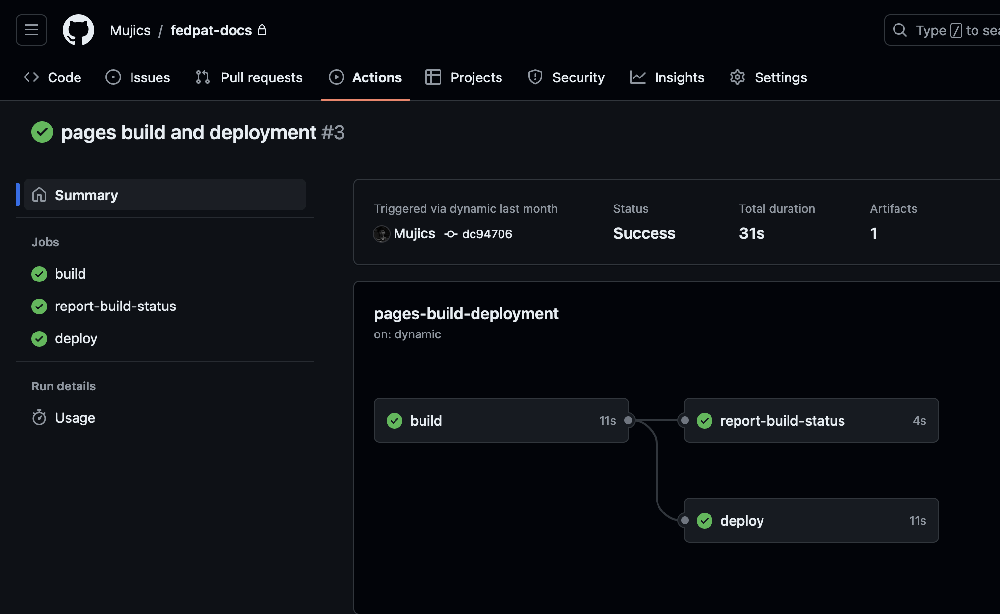 Mujics / fedpat-docs
Type / to sea
Code Issues Pull requests Actions Projects Security Insights Settings
pages build and deployment #3
Summary
Jobs
build
report-build-status
deploy
Run details
Usage
Triggered via dynamic last month
Mujics dc94706
Status
Success
Total duration
31s
Artifacts
1
pages-build-deployment
on: dynamic
build 11s
report-build-status 4s
deploy 11s